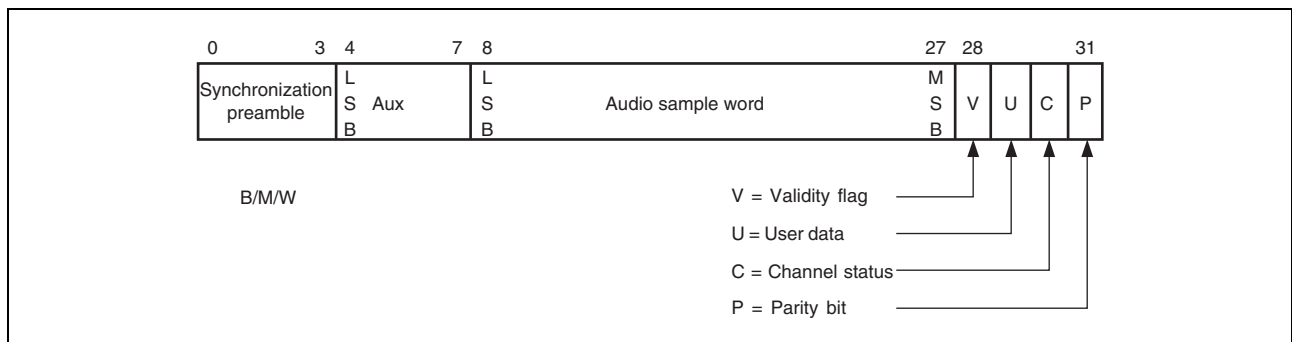 0 3 4 7 8 27 28 31
Synchronization
preamble
L
S
B
Aux
L
S
B
Audio sample word
M
S
B
V
U
C
P
B/M/W
V = Validity flag
U = User data
C = Channel status
P = Parity bit